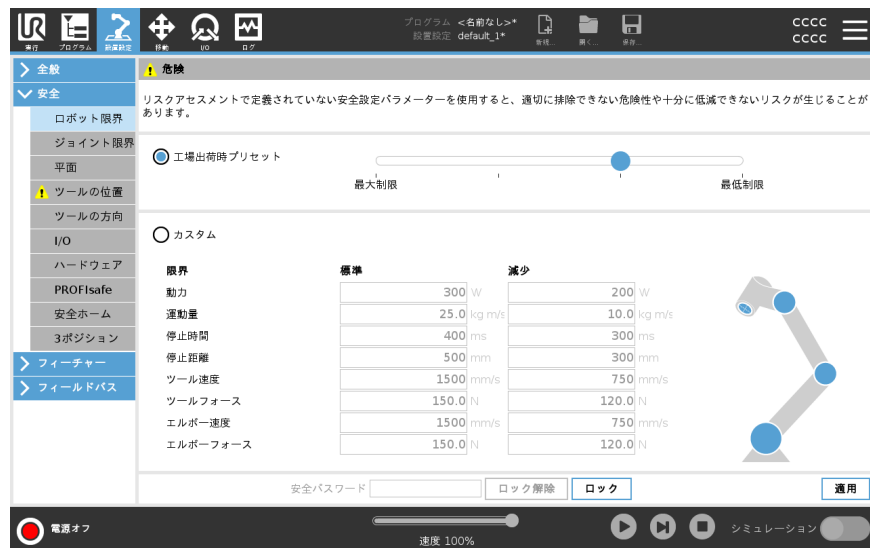 プログラム <名前なし>*
設置設定 default_1*
cccc
cccc
実行
プログラム
設置設定
移動
I/O
ログ
新規...
開く...
保存...
全般
安全
ロボット限界
ジョイント限界
平面
ツールの位置
ツールの方向
I/O
ハードウェア
PROFIsafe
安全ホーム
3ポジション
フィーチャー
フィールドバス
危険
リスクアセスメントで定義されていない安全設定パラメーターを使用すると、適切に排除できない危険性や十分に低減できないリスクが生じることが
あります。
工場出荷時プリセット
最大制限 最低制限
カスタム
限界 標準 減少
動力 300 W 200 W
運動量 25.0 kg m/s 10.0 kg m/s
停止時間 400 ms 300 ms
停止距離 500 mm 300 mm
ツール速度 1500 mm/s 750 mm/s
ツールフォース 150.0 N 120.0 N
エルボー速度 1500 mm/s 750 mm/s
エルボーフォース 150.0 N 120.0 N
安全パスワード ロック解除 ロック 適用
電源オフ
速度 100%
シミュレーション